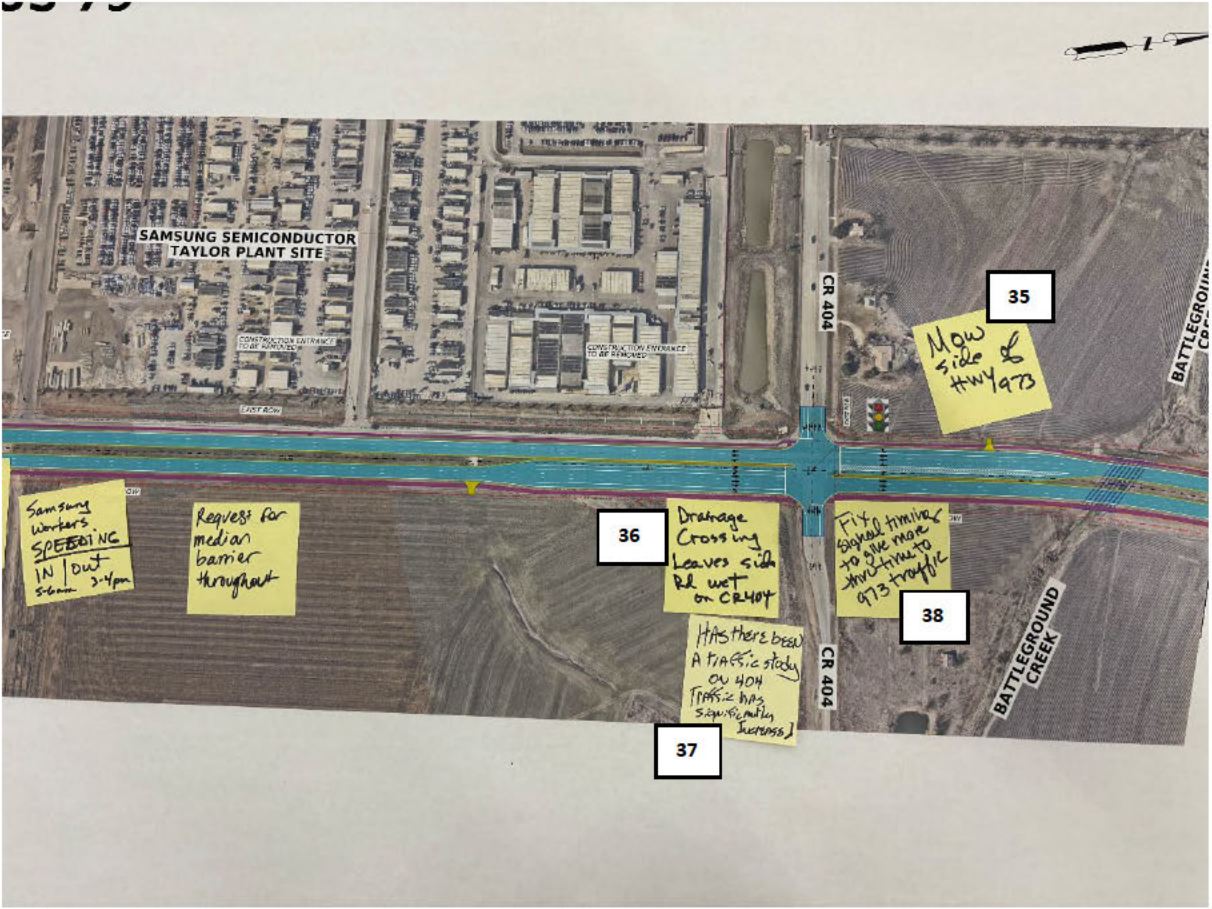 SAMSUNG SEMICONDUCTOR
TAYLOR PLANT SITE
CONSTRUCTION ENTRANCE
TO BE REMOVED
CONSTRUCTION ENTRANCE
TO BE REMOVED
CR 404
35
Mow
side of
HWY 973
BATTLEGROUND
EXIST ROW
Samsung
Workers
SPEEDING
IN | OUT
5-6am 3-4pm
Request for
median
barrier
throughout
36
Drainage
Crossing
Leaves side
Rd wet
on CR404
Fix
signal timing
to give more
thru time to
973 traffic
38
HAS there been
A traffic study
ON 404
Traffic has
significantly
37
CR 404
BATTLEGROUND
CREEK